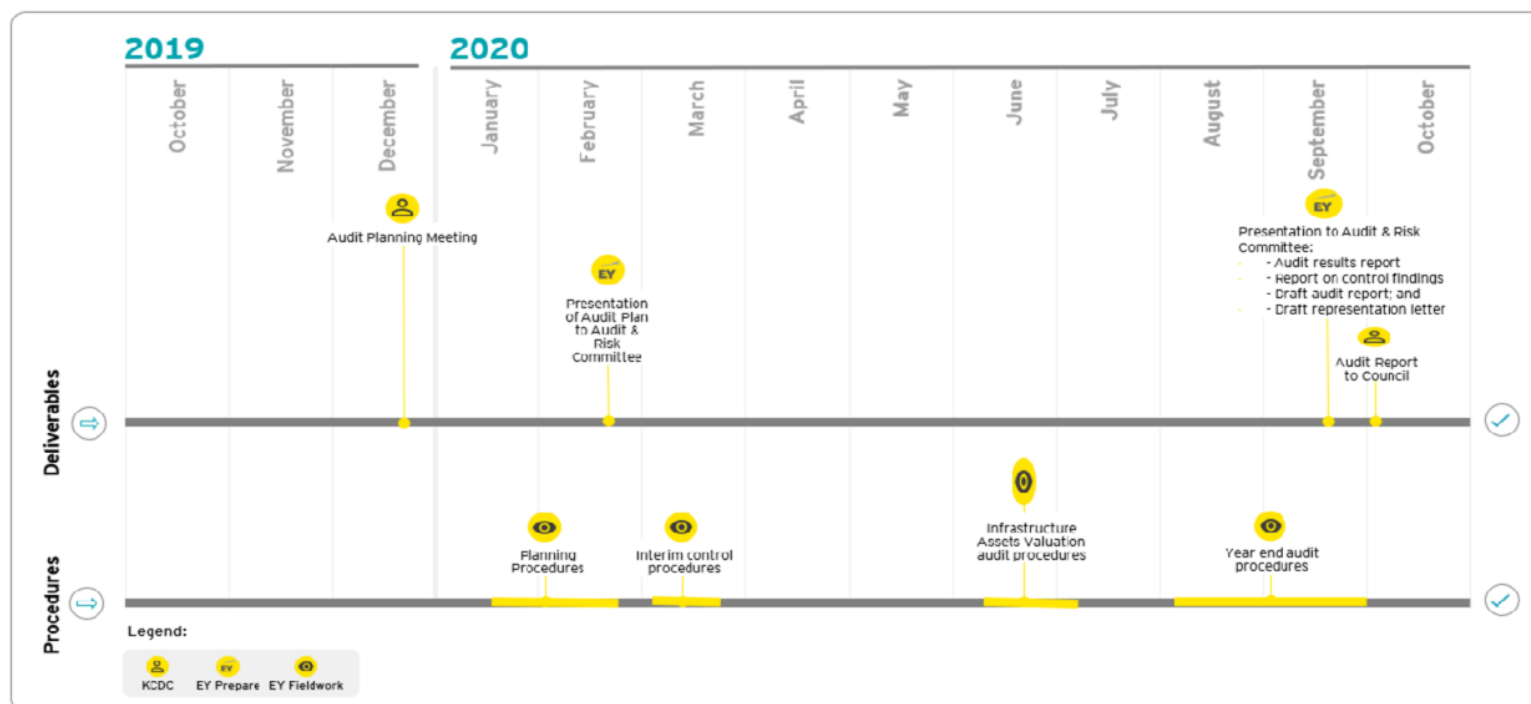 2019
2020
October
November
December
January
February
March
April
May
June
July
August
September
October
Audit Planning Meeting
EY
Presentation
of Audit Plan
to Audit &
Risk
Committee
EY
Presentation to Audit & Risk
Committee:
- - Audit results report
- - Report on control findings
- - Draft audit report; and
- - Draft representation letter
Audit Report
to Council
Deliverables
Planning
Procedures
Interim control
procedures
Infrastructure
Assets Valuation
audit procedures
Year end audit
procedures
Procedures
Legend:
EY
KCDC EY Prepare EY Fieldwork